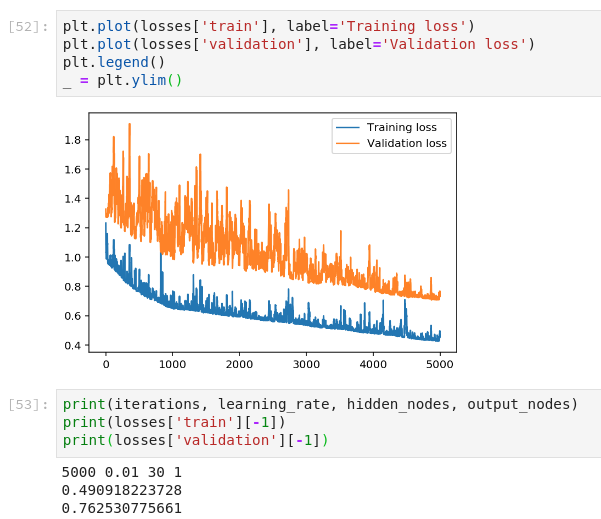 [52]: plt.plot(losses['train'], label='Training loss')
plt.plot(losses['validation'], label='Validation loss')
plt.legend()
_ = plt.ylim()
Training loss
Validation loss
1.8
1.6
1.4
1.2
1.0
0.8
0.6
0.4
0 1000 2000 3000 4000 5000
[53]: print(iterations, learning_rate, hidden_nodes, output_nodes)
print(losses['train'][-1])
print(losses['validation'][-1])
5000 0.01 30 1
0.490918223728
0.762530775661